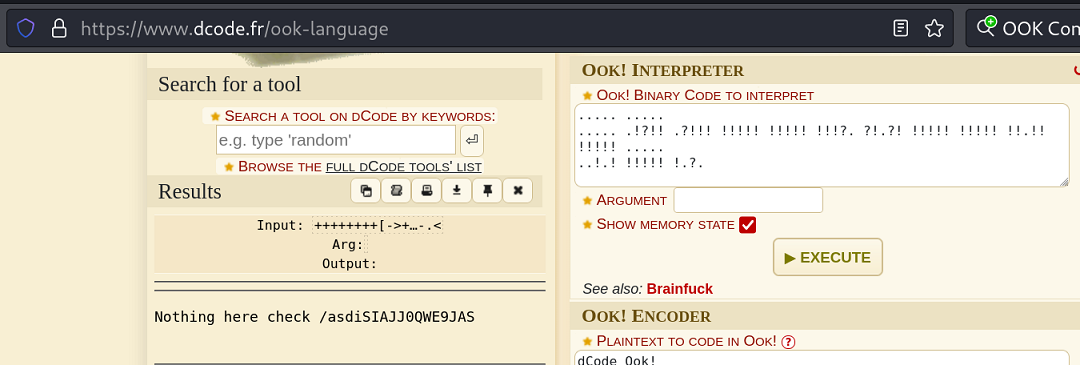 https://www.dcode.fr/ook-language
OOK Con
Search for a tool
★ SEARCH A TOOL ON DCODE BY KEYWORDS:
e.g. type 'random'
★ BROWSE THE FULL DCODE TOOLS' LIST
Results
Input: ++++++++[->+…-.<
Arg:
Output:
Nothing here check /asdiSIAJJ0QWE9JAS
OOK! INTERPRETER
★ OOK! BINARY CODE TO INTERPRET
..... .....
..... .!?!! .?!!! !!!!! !!!!! !!!?. ?!.?! !!!!! !!!!! !!.!!
!!!!! .....
..!.! !!!!! !.?.
★ ARGUMENT
★ SHOW MEMORY STATE
▶ EXECUTE
See also: Brainfuck
OOK! ENCODER
★ PLAINTEXT TO CODE IN OOK! ?
dCode Ook!